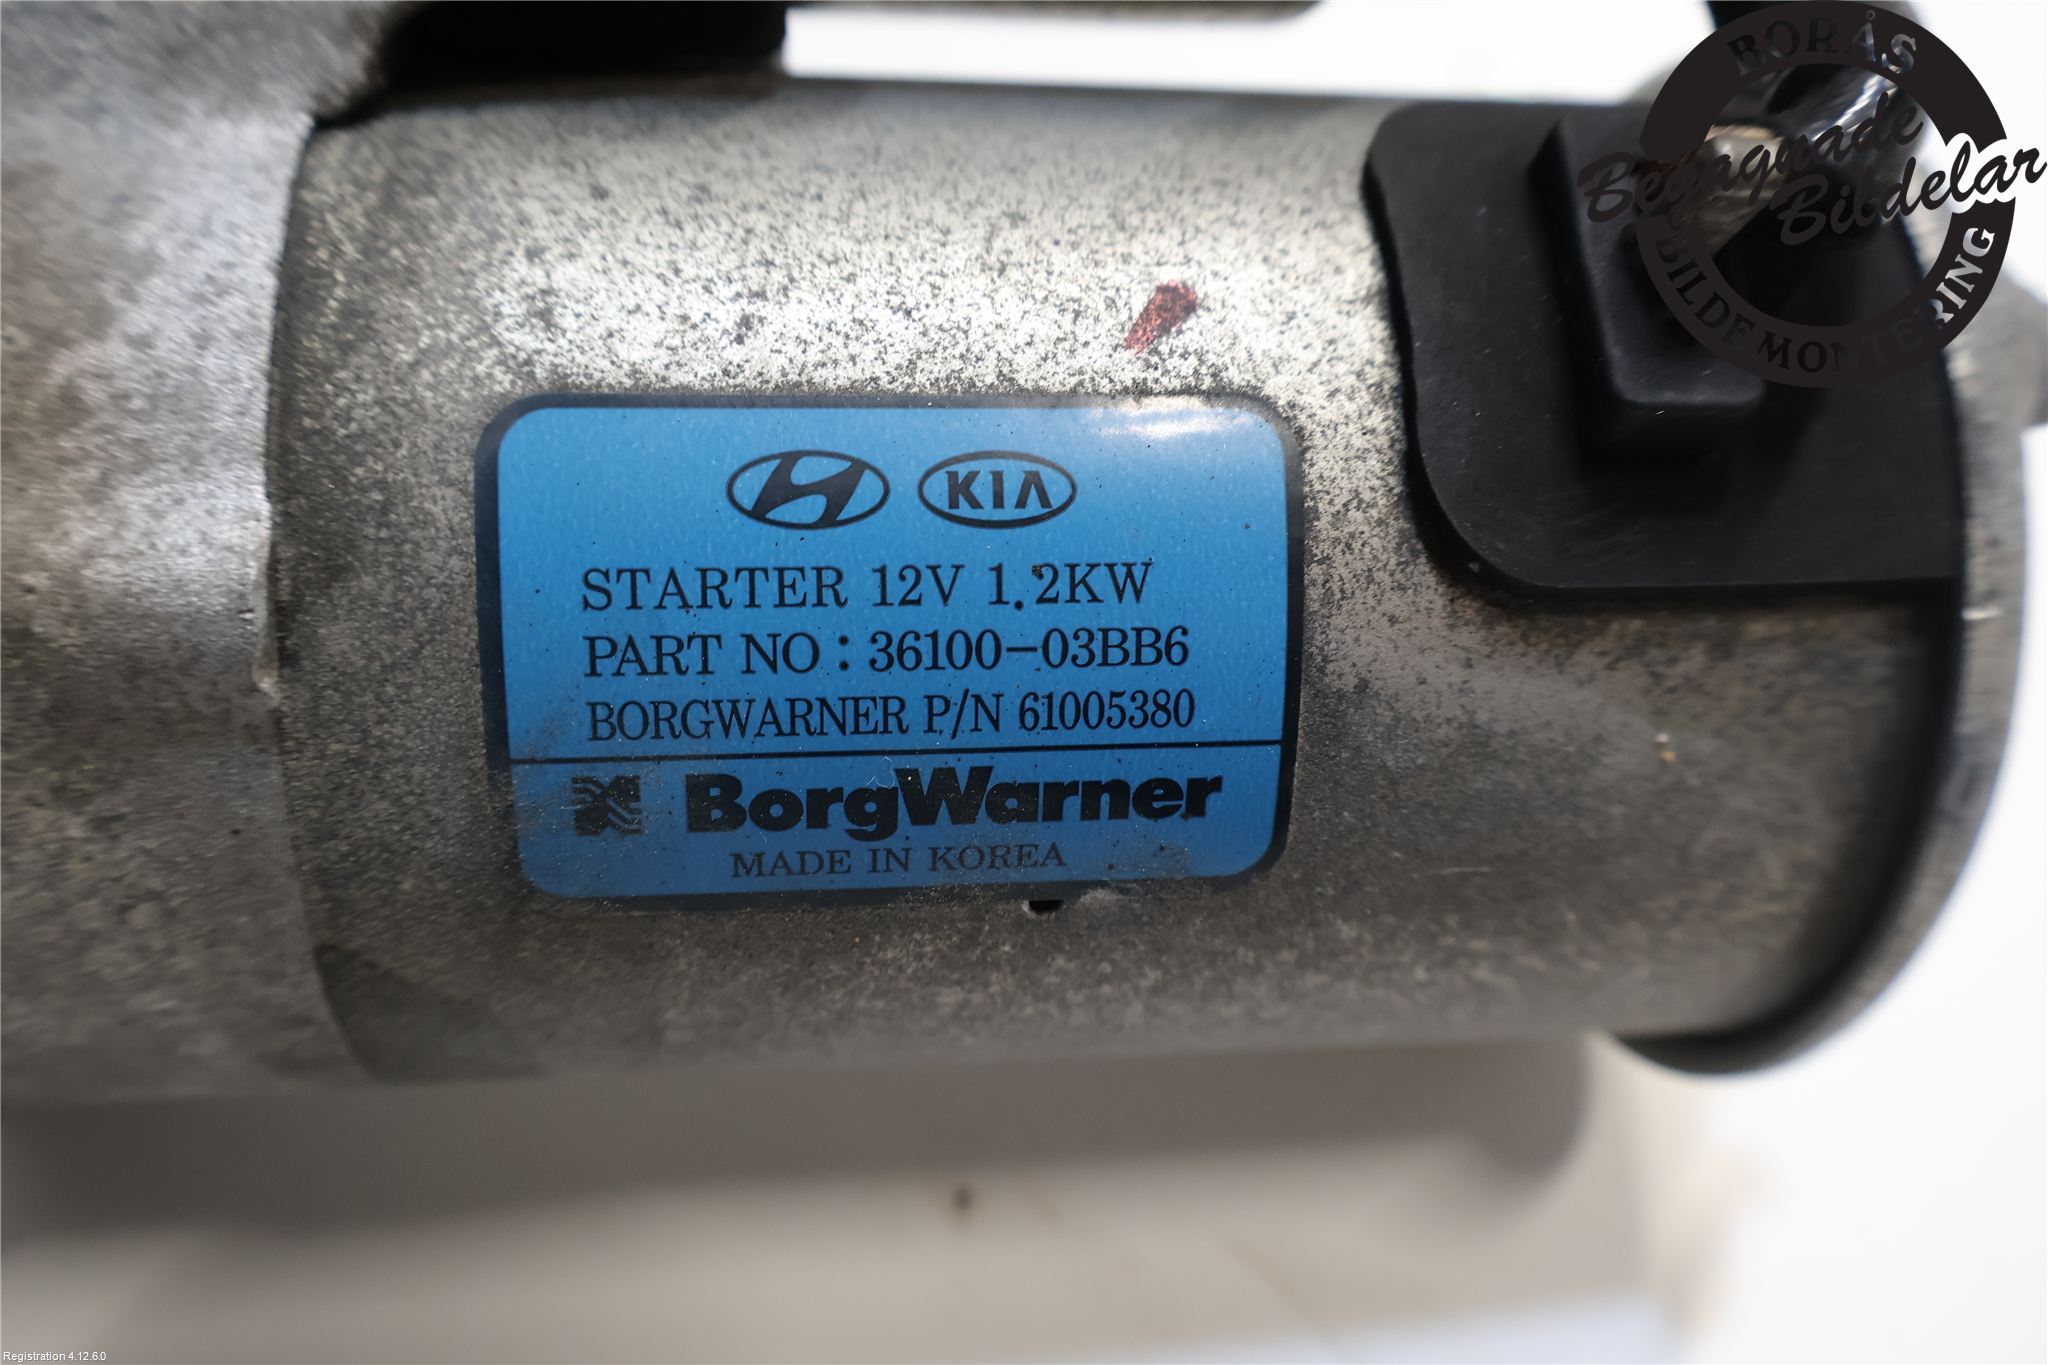 BORÅS
Begagnade
Bildelar
BILDEMONTERING
KIA
STARTER 12V 1.2KW
PART NO : 36100-03BB6
BORGWARNER P/N 61005380
BorgWarner
MADE IN KOREA
Registration 4.12.6.0